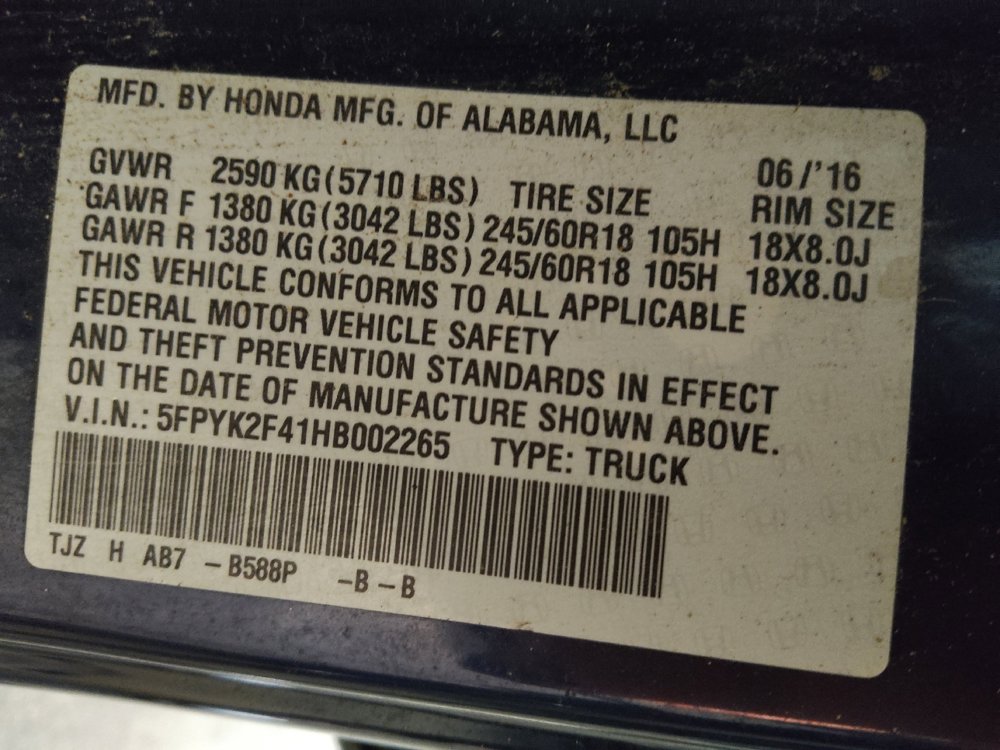 MFD. BY HONDA MFG. OF ALABAMA, LLC
06/'16
GVWR 2590 KG(5710 LBS) TIRE SIZE RIM SIZE
GAWR F 1380 KG(3042 LBS) 245/60R18 105H 18X8.0J
GAWR R 1380 KG(3042 LBS) 245/60R18 105H 18X8.0J
THIS VEHICLE CONFORMS TO ALL APPLICABLE
FEDERAL MOTOR VEHICLE SAFETY
AND THEFT PREVENTION STANDARDS IN EFFECT
ON THE DATE OF MANUFACTURE SHOWN ABOVE.
V.I.N.: 5FPYK2F41HB002265 TYPE: TRUCK
TJZ H AB7 -B588P -B-B